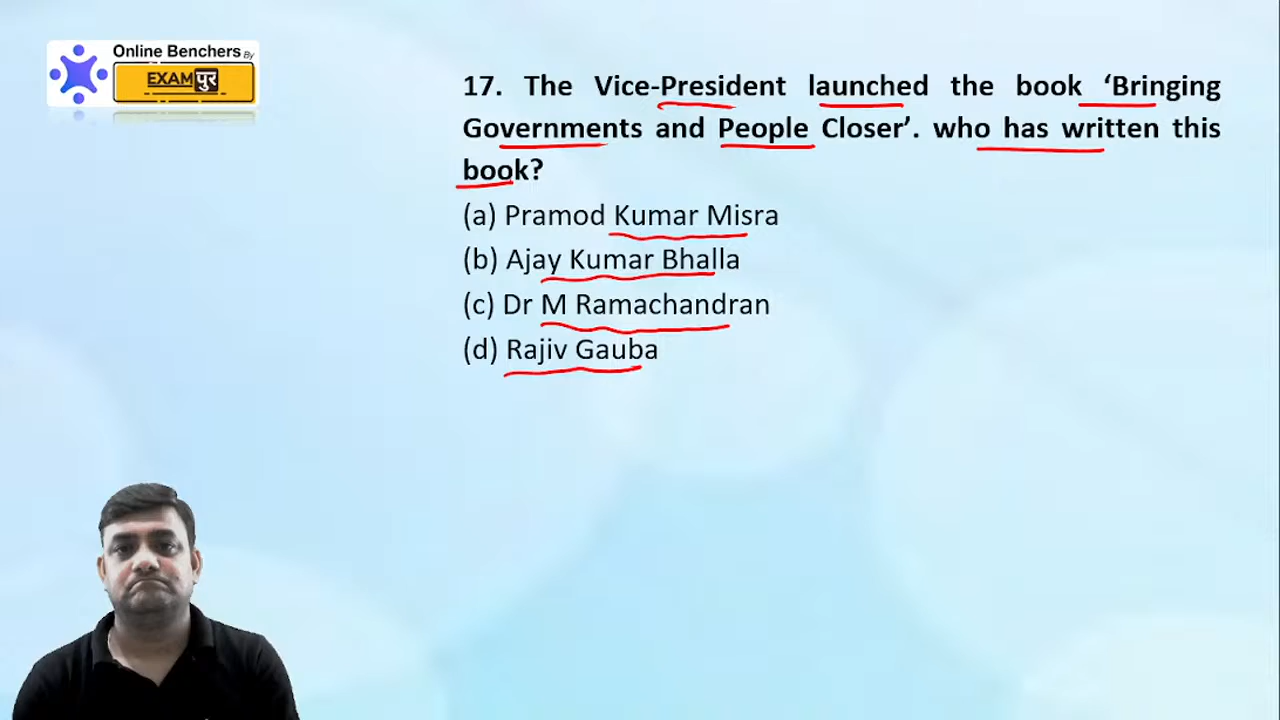 Online Benchers By
EXAMपुर
17. The Vice-President launched the book ‘Bringing
Governments and People Closer’. who has written this
book?
(a) Pramod Kumar Misra
(b) Ajay Kumar Bhalla
(c) Dr M Ramachandran
(d) Rajiv Gauba